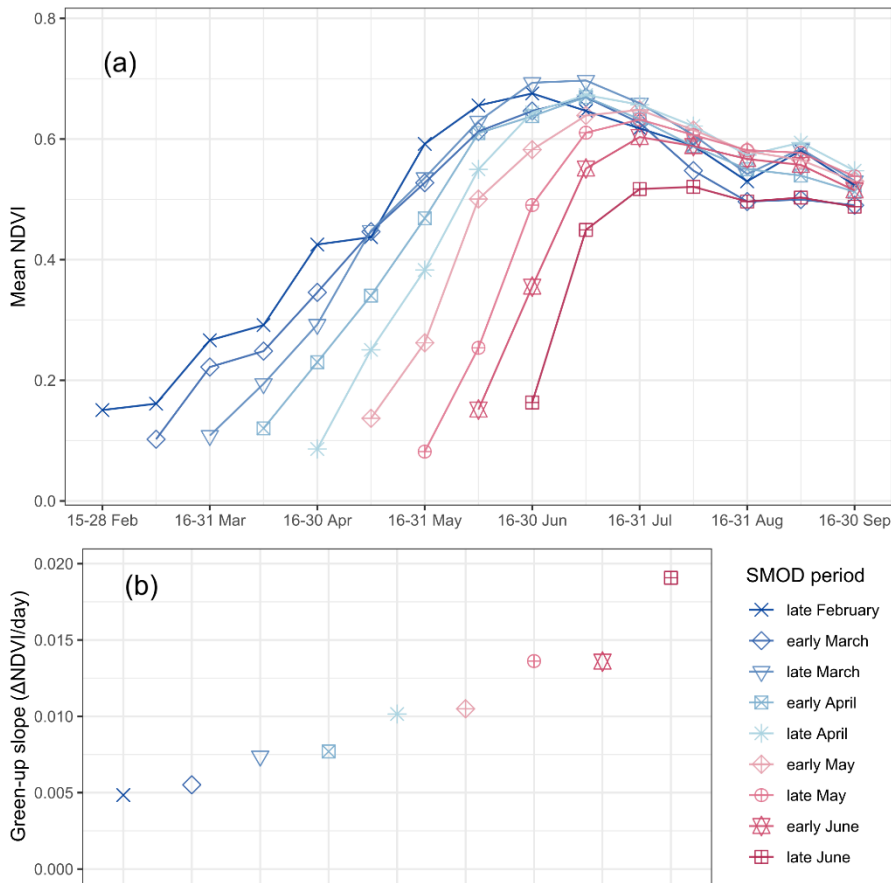 (a)
Mean NDVI
0.8
0.6
0.4
0.2
0.0
15-28 Feb 16-31 Mar 16-30 Apr 16-31 May 16-30 Jun 16-31 Jul 16-31 Aug 16-30 Sep
(b)
Green-up slope (ΔNDVI/day)
0.020
0.015
0.010
0.005
0.000
SMOD period
late February
early March
late March
early April
late April
early May
late May
early June
late June